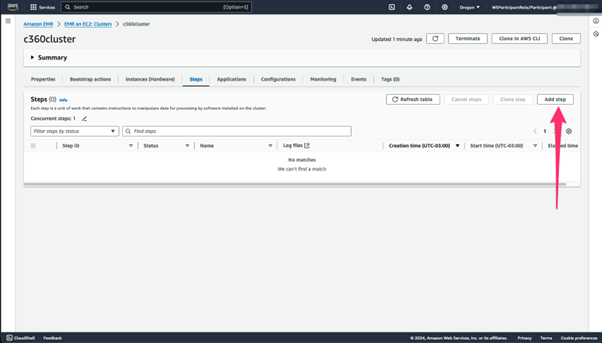 aws Services Search [Option+S] Oregon WSParticipantRole/Participant @
Amazon EMR > EMR on EC2: Clusters > c360cluster
c360cluster Updated 1 minute ago Terminate Clone in AWS CLI Clone
Summary
Properties Bootstrap actions Instances (Hardware) Steps Applications Configurations Monitoring Events Tags (0)
Steps (0) Info Refresh table Cancel steps Clone step Add step
Each step is a unit of work that contains instructions to manipulate data for processing by software installed on the cluster.
Concurrent steps: 1
Filter steps by status Find steps 1
Step ID Status Name Log files Creation time (UTC-03:00) Start time (UTC-03:00) Elapsed time
No matches
We can't find a match
CloudShell Feedback © 2024, Amazon Web Services, Inc. or its affiliates. Privacy Terms Cookie preferences